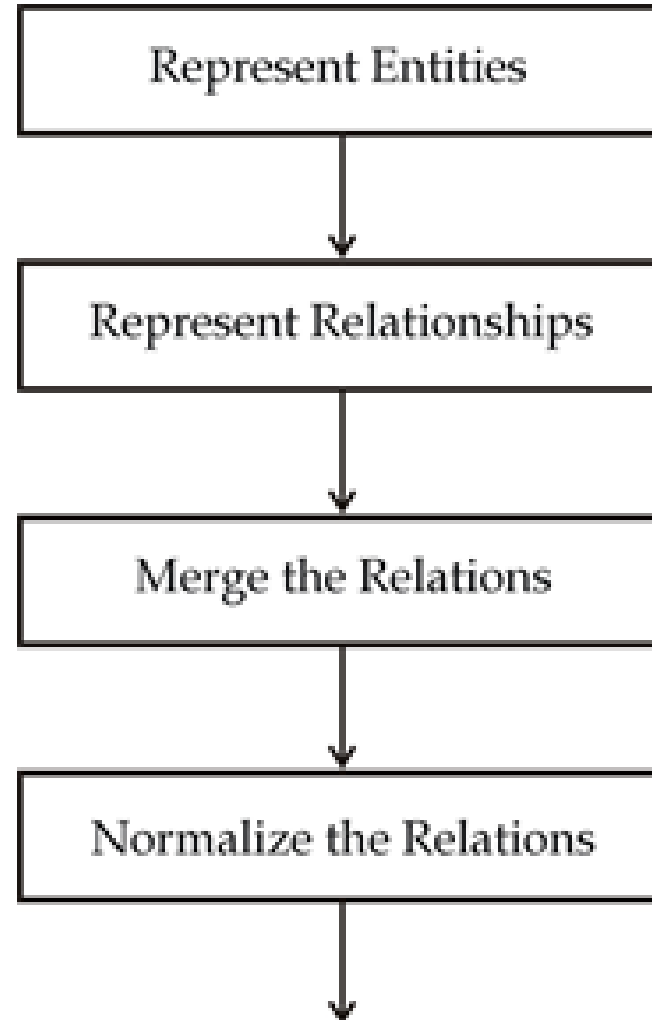 Represent Entities
Represent Relationships
Merge the Relations
Normalize the Relations